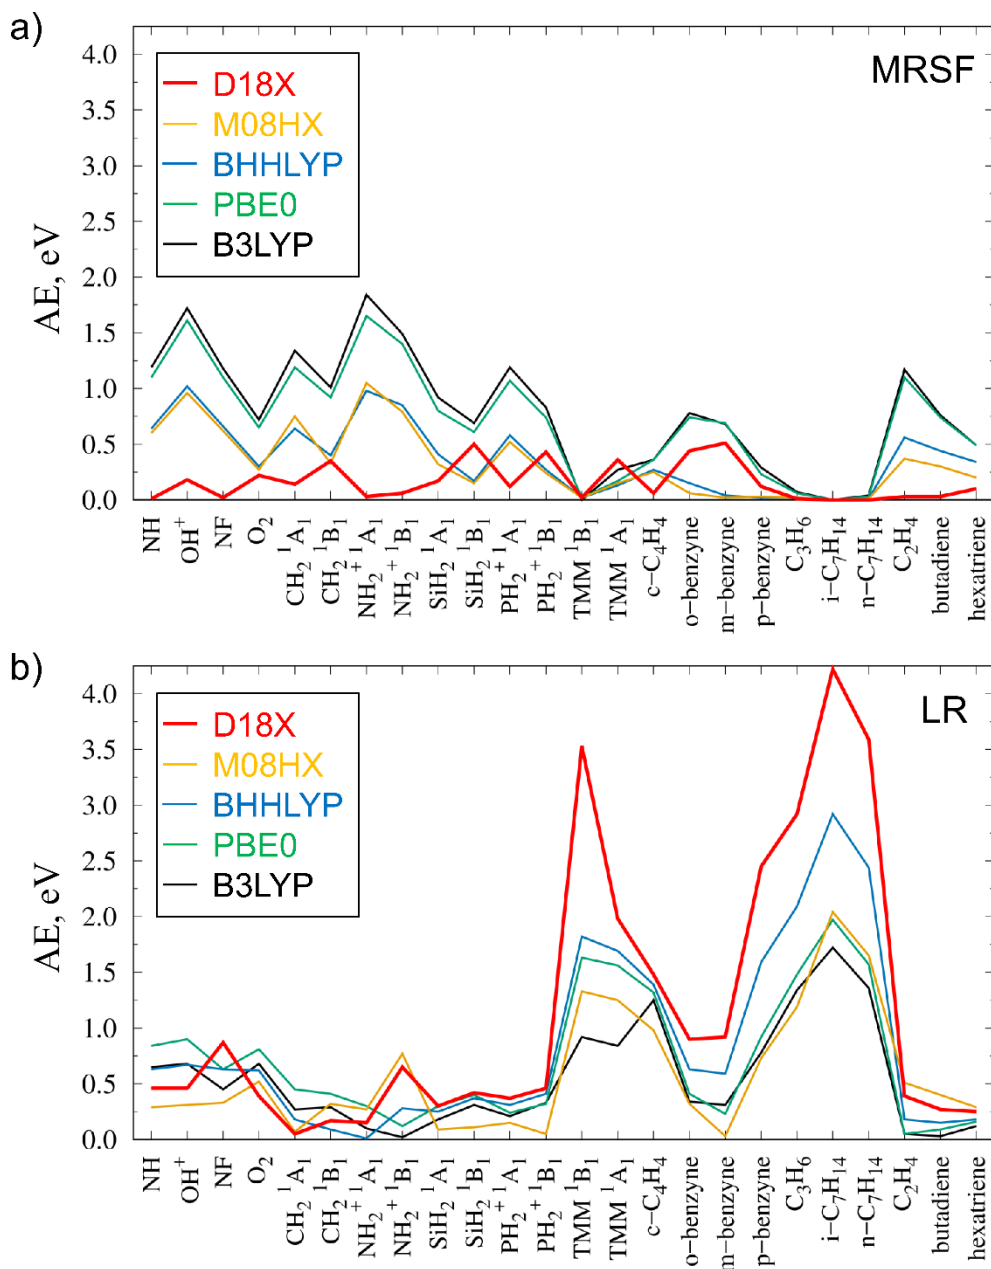 a)
MRSF
D18X
M08HX
BHHLYP
PBE0
B3LYP
AE, eV
4.0
3.5
3.0
2.5
2.0
1.5
1.0
0.5
0.0
NH
OH⁺
NF
O₂
CH₂ ¹A₁
CH₂ ¹B₁
NH₂⁺ ¹A₁
NH₂⁺ ¹B₁
SiH₂ ¹A₁
SiH₂ ¹B₁
PH₂⁺ ¹A₁
PH₂⁺ ¹B₁
TMM ¹B₁
TMM ¹A₁
c−C₄H₄
o−benzyne
m−benzyne
p−benzyne
C₃H₆
i−C₇H₁₄
n−C₇H₁₄
C₂H₄
butadiene
hexatriene
b)
LR
D18X
M08HX
BHHLYP
PBE0
B3LYP
AE, eV
4.0
3.5
3.0
2.5
2.0
1.5
1.0
0.5
0.0
NH
OH⁺
NF
O₂
CH₂ ¹A₁
CH₂ ¹B₁
NH₂⁺ ¹A₁
NH₂⁺ ¹B₁
SiH₂ ¹A₁
SiH₂ ¹B₁
PH₂⁺ ¹A₁
PH₂⁺ ¹B₁
TMM ¹B₁
TMM ¹A₁
c−C₄H₄
o−benzyne
m−benzyne
p−benzyne
C₃H₆
i−C₇H₁₄
n−C₇H₁₄
C₂H₄
butadiene
hexatriene